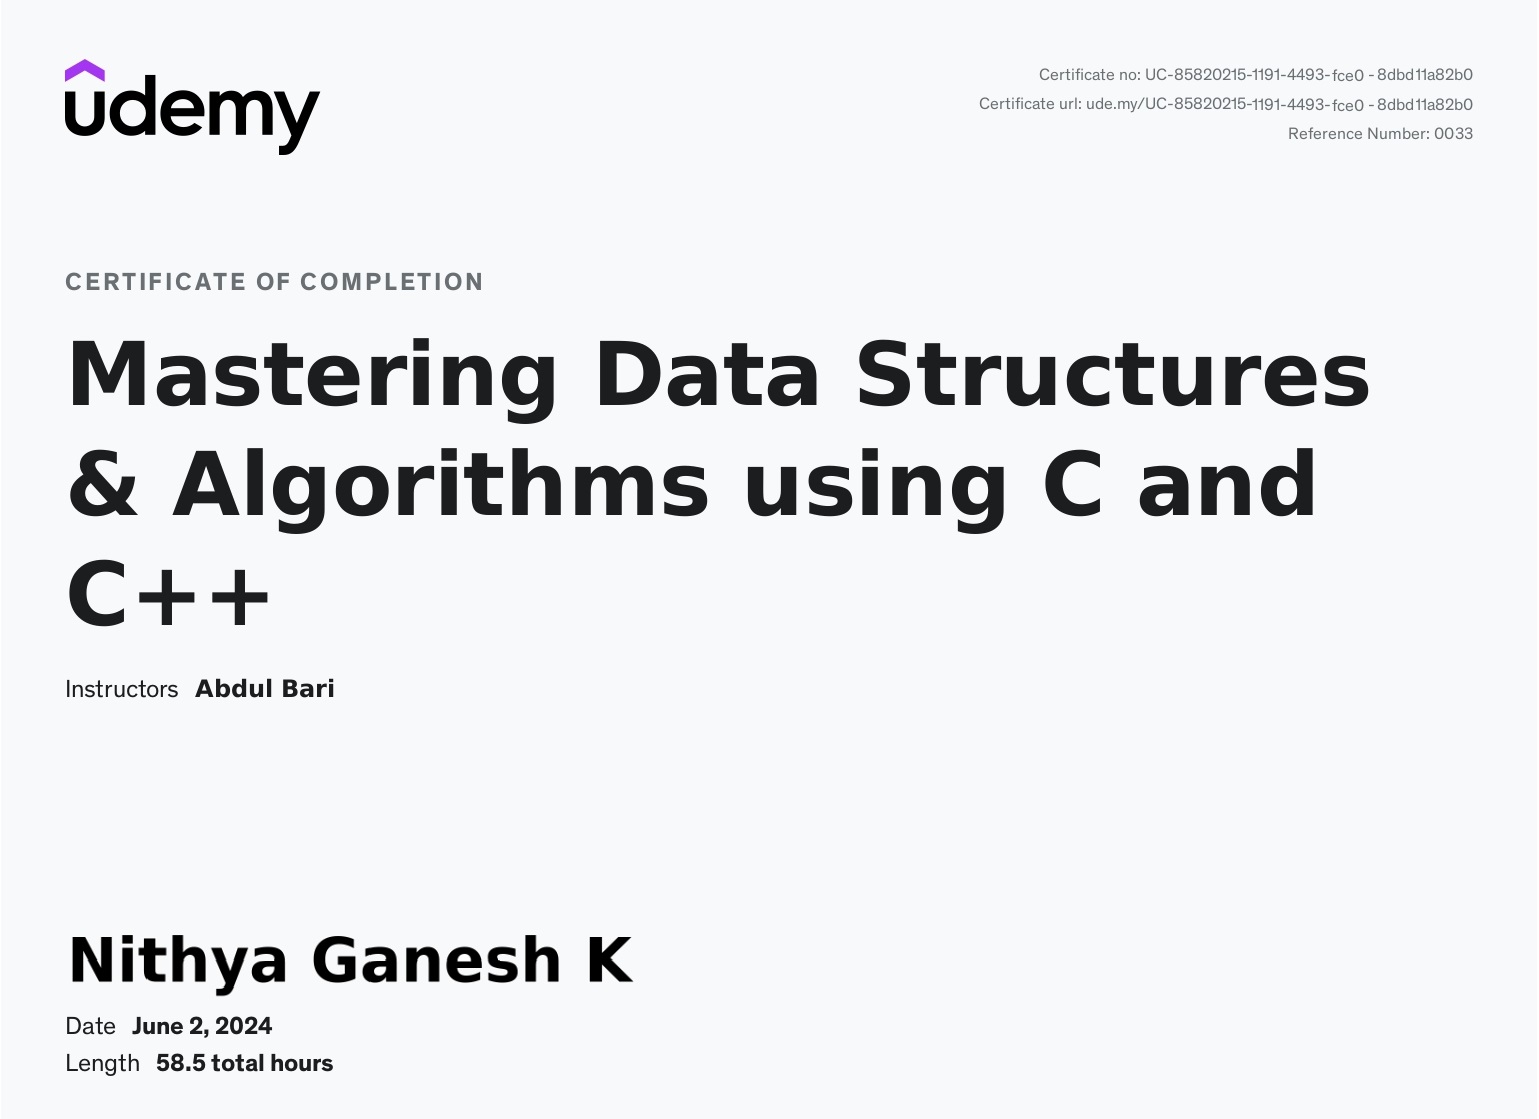 udemy
Certificate no: UC-85820215-1191-4493-fce0 - 8dbd11a82b0
Certificate url: ude.my/UC-85820215-1191-4493-fce0 - 8dbd11a82b0
Reference Number: 0033
CERTIFICATE OF COMPLETION
Mastering Data Structures
& Algorithms using C and
C++
Instructors Abdul Bari
Nithya Ganesh K
Date June 2, 2024
Length 58.5 total hours